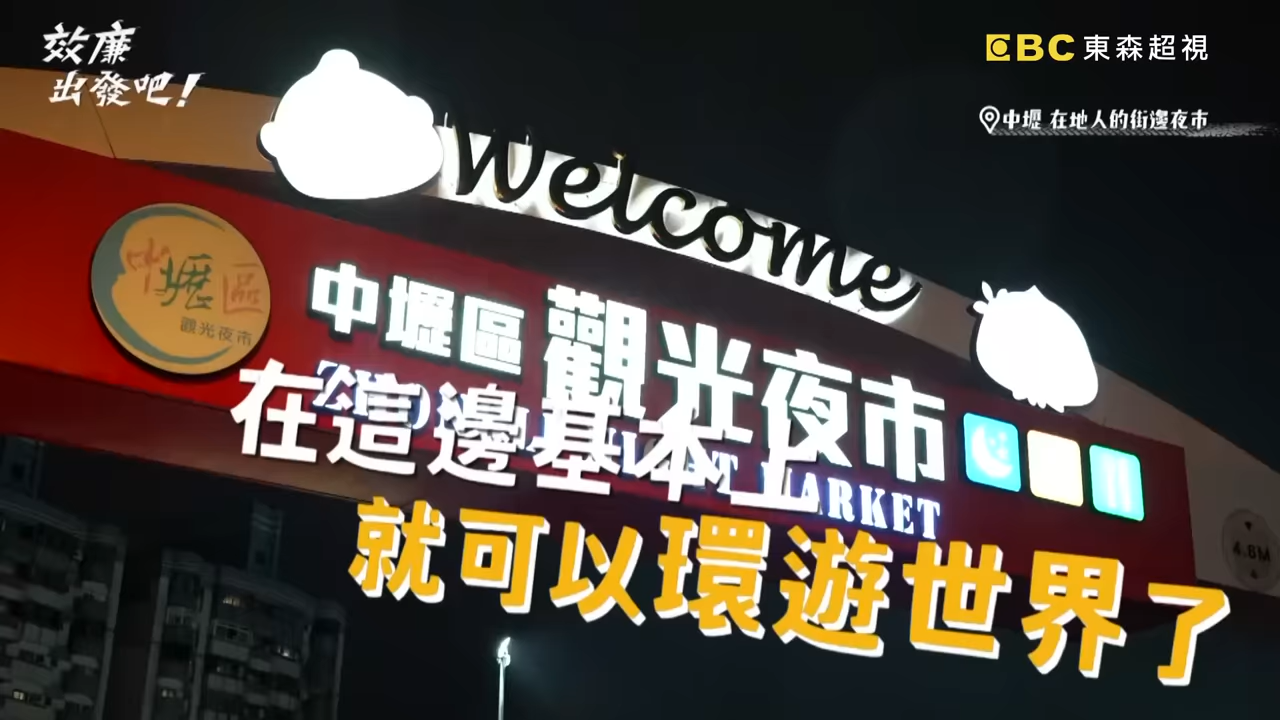 效廉
出發吧!
EBC 東森超視
中壢 在地人的街邊夜市
Welcome
中壢區
觀光夜市
中壢區 觀光夜市
在這邊基本上
MARKET
就可以環遊世界了
4.6M